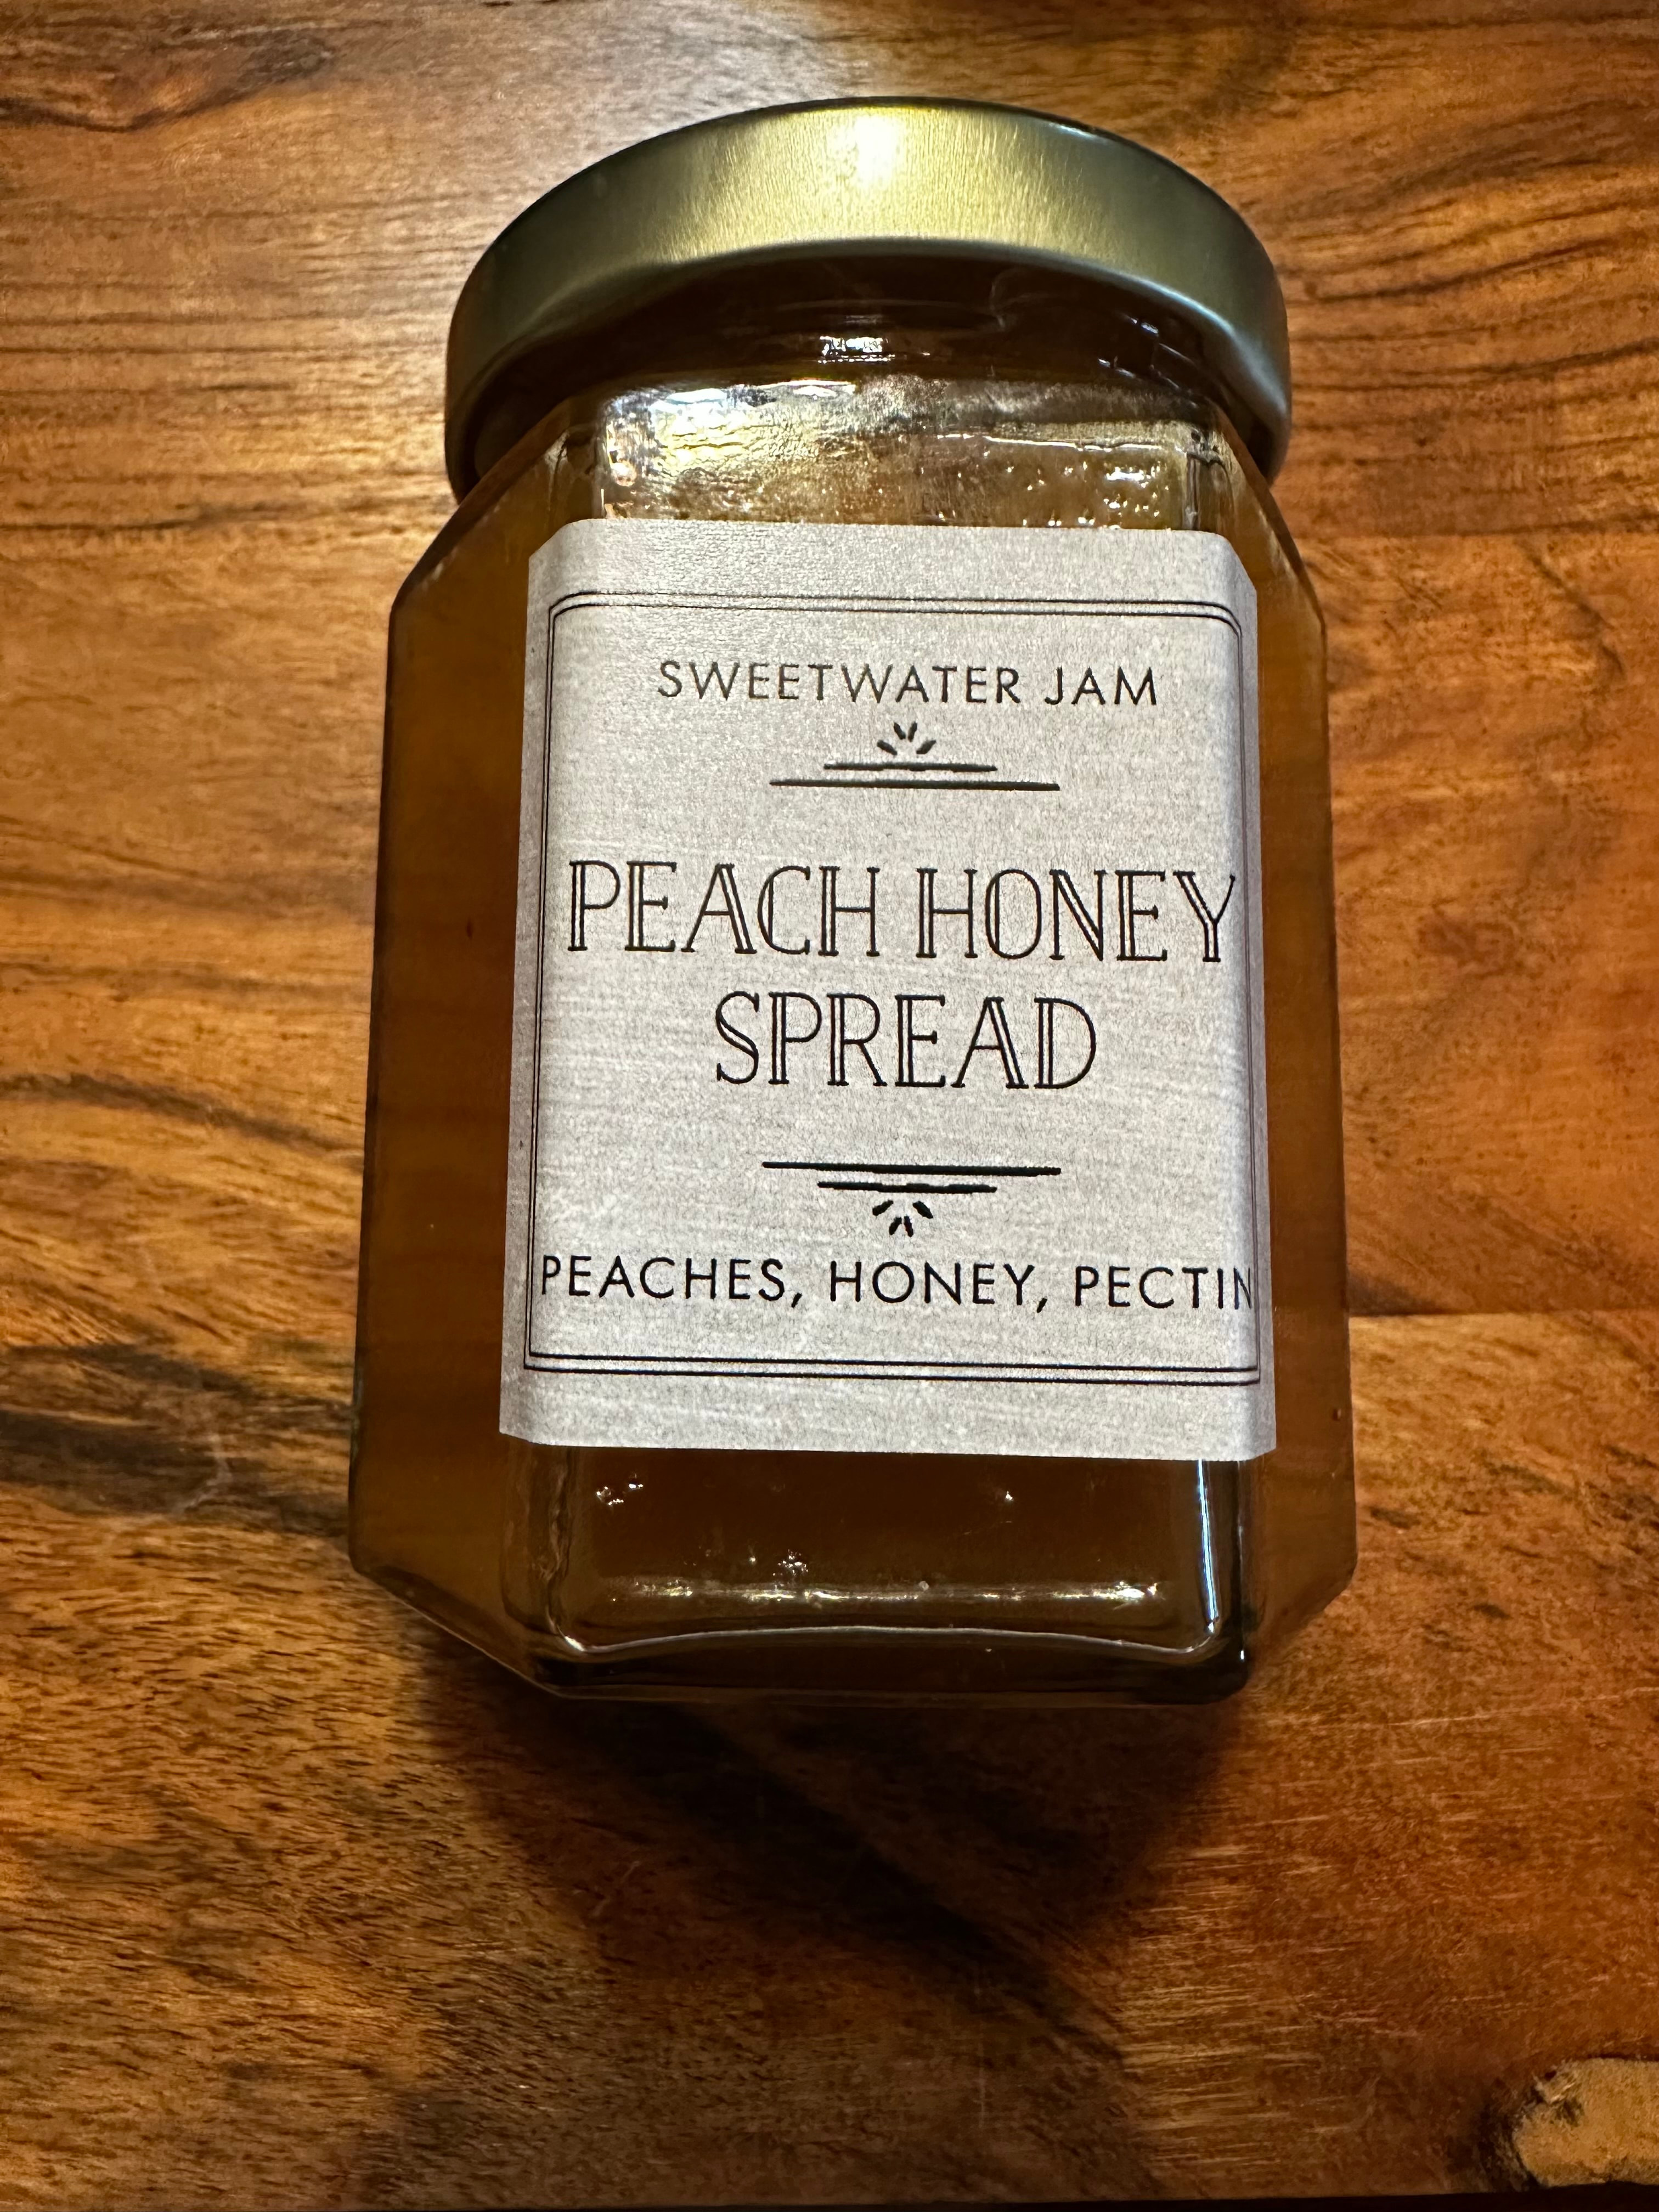 SWEETWATER JAM
PEACH HONEY
SPREAD
PEACHES, HONEY, PECTIN